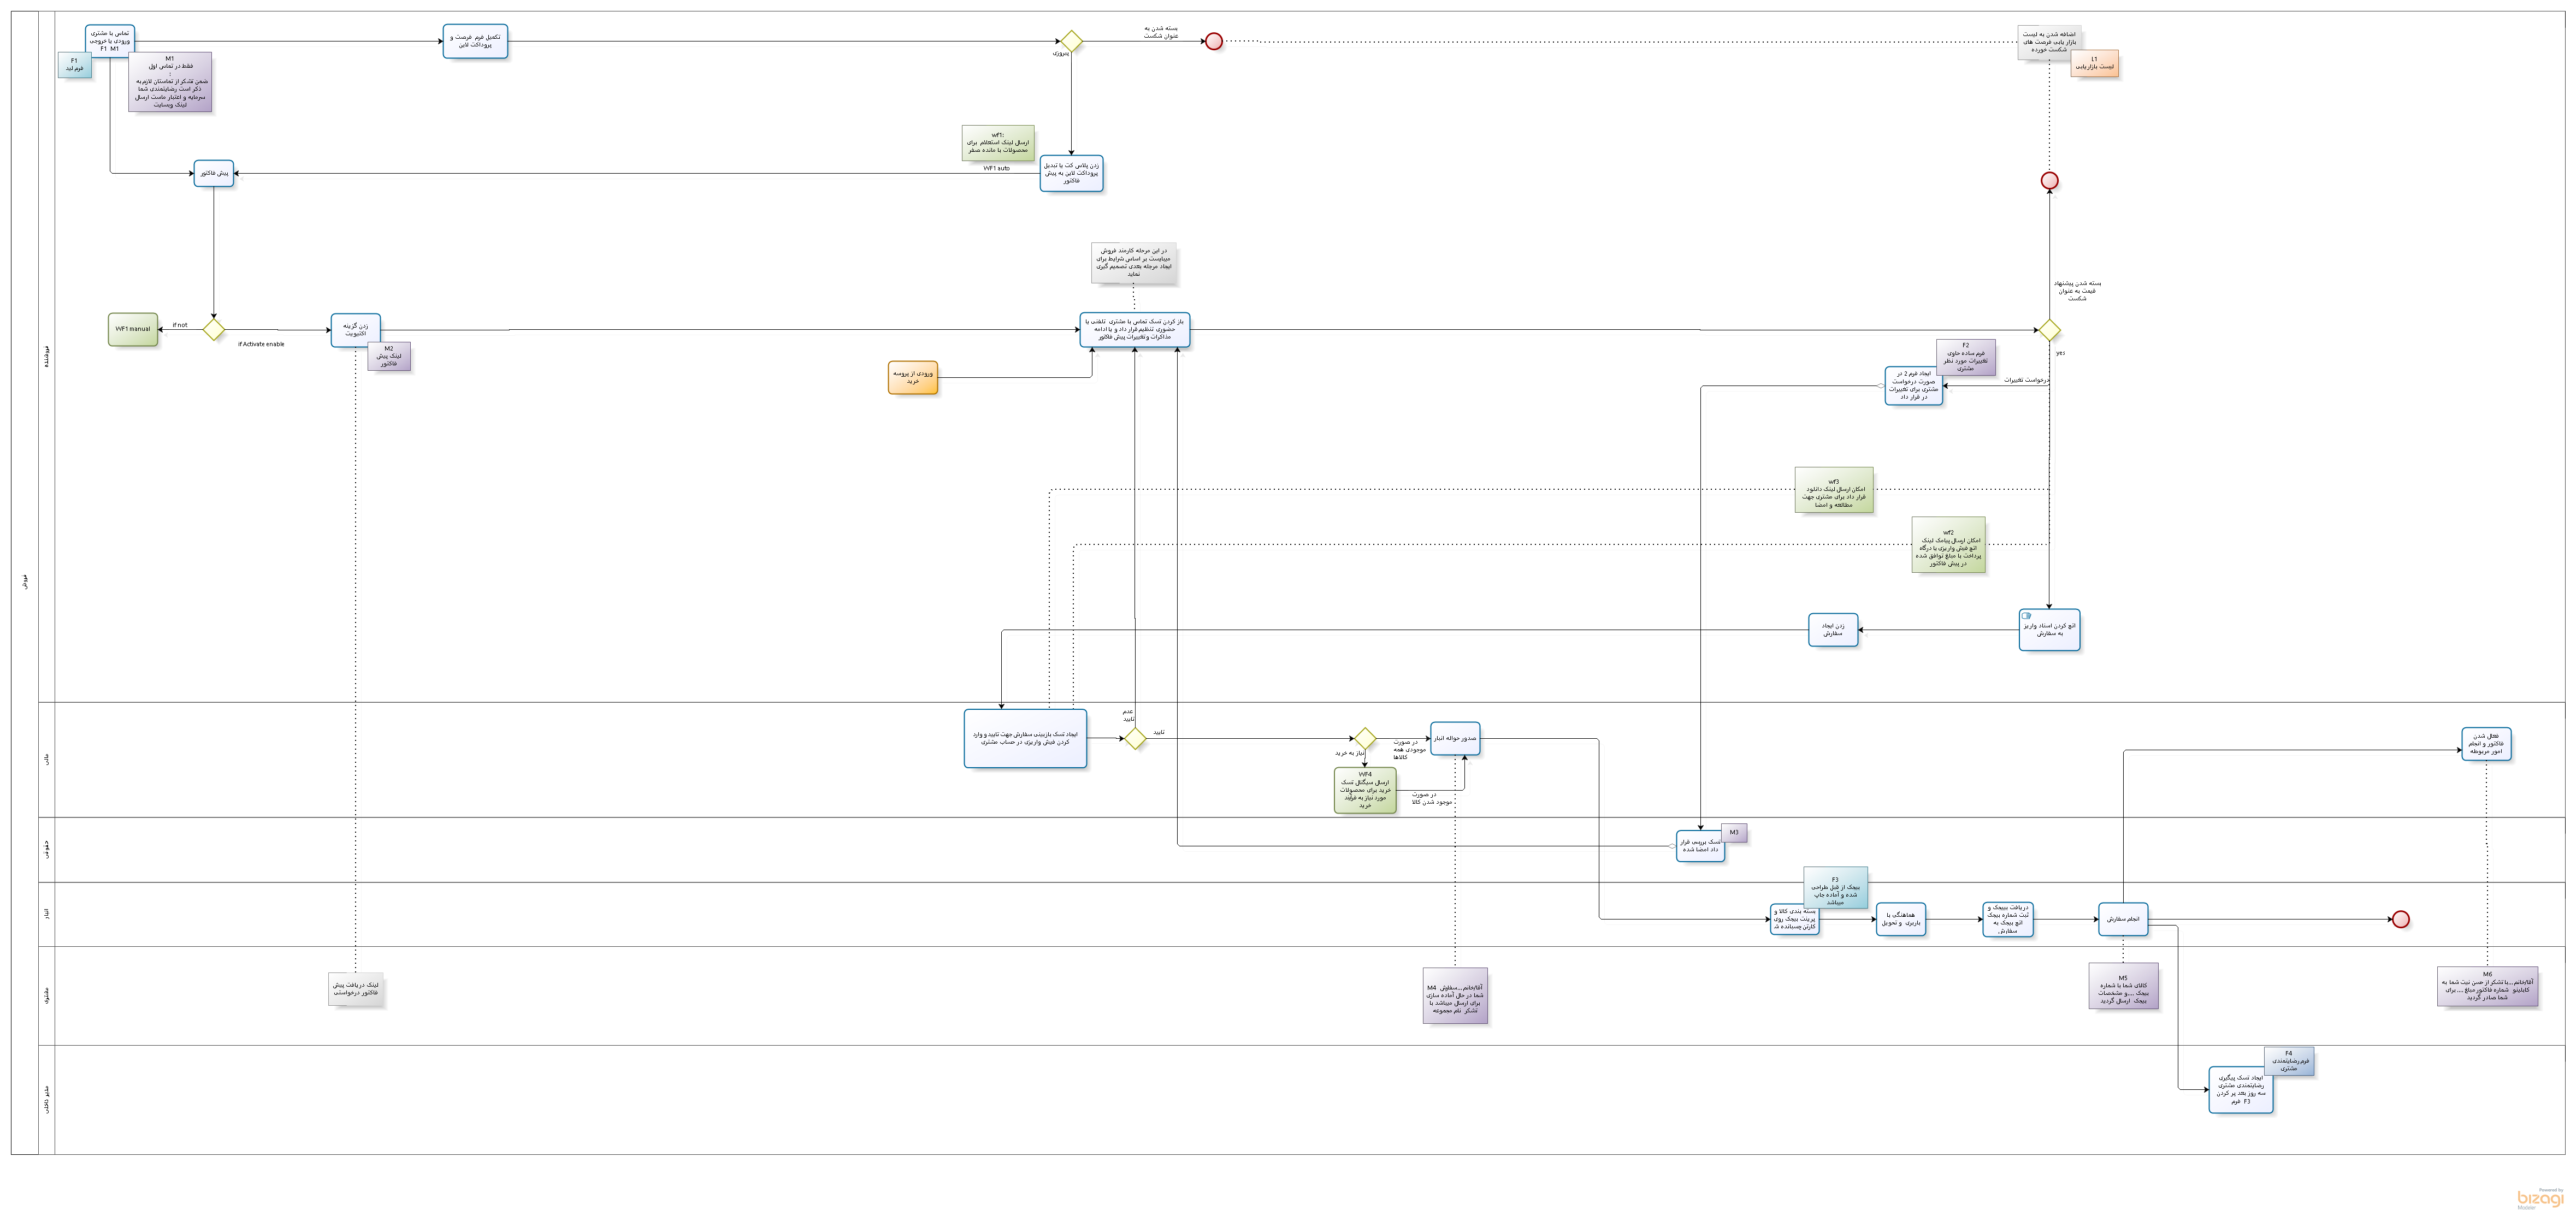 فروش
فروشنده
تماس با مشتری
ورودی یا خروجی
F1 M1
F1
فرم لید
M1
فقط در تماس اول
:
ضمن تشکر از تماستان لازم به
ذکر است رضایتمندی شما
سرمایه و اعتبار ماست ارسال
لینک وبسایت
تکمیل فرم فرصت و
پروداکت لاین
پیروزی
بسته شدن به
عنوان شکست
اضافه شدن به لیست
بازار یابی فرصت های
شکست خورده
L1
لیست بازاریابی
wf1:
ارسال لینک استعلام برای
محصولات با مانده صفر
زدن پلاس کت یا تبدیل
پروداکت لاین به پیش
فاکتور
WF1 auto
پیش فاکتور
در این مرحله کارمند فروش
میبایست بر اساس شرایط برای
ایجاد مرحله بعدی تصمیم گیری
نماید
بسته شدن پیشنهاد
قیمت به عنوان
شکست
WF1 manual
if not
if Activate enable
زدن گزینه
اکتیویت
M2
لینک پیش
فاکتور
باز کردن تسک تماس با مشتری تلفنی یا
حضوری تنظیم قرار داد و یا ادامه
مذاکرات و تغییرات پیش فاکتور
yes
ورودی از پروسه
خرید
F2
فرم ساده حاوی
تغییرات مورد نظر
مشتری
ایجاد فرم 2 در
صورت درخواست
مشتری برای تغییرات
در قرار داد
درخواست تغییرات
wf3
امکان ارسال لینک دانلود
قرار داد برای مشتری جهت
مطالعه و امضا
wf2
امکان ارسال پیامک لینک
اتچ فیش واریزی یا درگاه
پرداخت با مبلغ توافق شده
در پیش فاکتور
اتچ کردن اسناد واریز
به سفارش
زدن ایجاد
سفارش
مالی
ایجاد تسک بازبینی سفارش جهت تایید و وارد
کردن فیش واریزی در حساب مشتری
عدم
تایید
تایید
نیاز به خرید
در صورت
موجودی همه
کالاها
صدور حواله انبار
WF4
ارسال سیگنال تسک
خرید برای محصولات
مورد نیاز به فرآیند
خرید
در صورت
موجود شدن کالا
فعال شدن
فاکتور و انجام
امور مربوطه
حقوقی
تسک بررسی قرار
داد امضا شده
M3
انبار
F3
بیجک از قبل طراحی
شده و آماده چاپ
میباشد
بسته بندی کالا و
پرینت بیجک روی
کارتن چسبانده ش
هماهنگی با
باربری و تحویل
دریافت بیجک و
ثبت شماره بیجک
اتچ بیجک به
سفارش
انجام سفارش
مشتری
لینک دریافت پیش
فاکتور درخواستی
M4 آقا/خانم ...سفارش
شما در حال آماده سازی
برای ارسال میباشد با
تشکر نام مجموعه
M5
کالای شما با شماره
بیجک ....و مشخصات
بیجک ارسال گردید
M6
آقا/خانم ...با تشکر از حسن نیت شما به
کابلینو شماره فاکتور مبلغ .... برای
شما صادر گردید
مدیر داخلی
F4
فرم رضایتمندی
مشتری
ایجاد تسک پیگیری
رضایتمندی مشتری
سه روز بعد پر کردن
فرم F3
Powered by
bizagi
Modeler